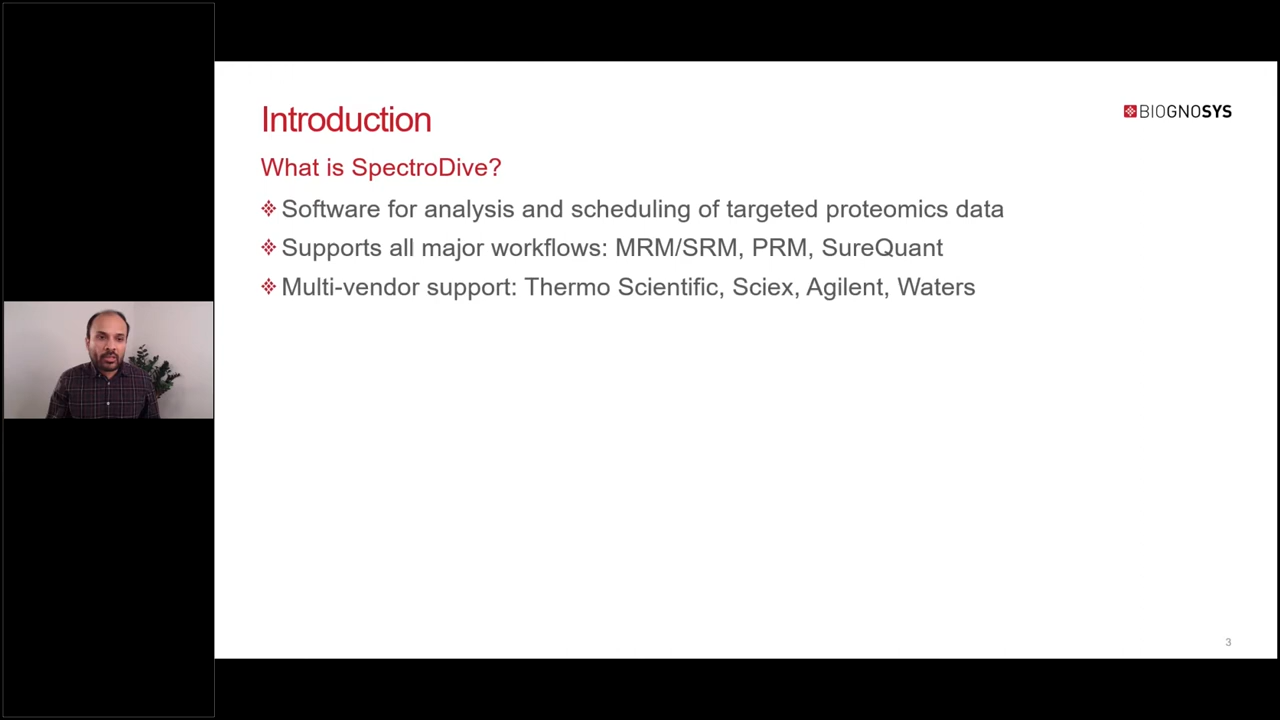 Introduction
BIOGNOSYS
What is SpectroDive?
Software for analysis and scheduling of targeted proteomics data
Supports all major workflows: MRM/SRM, PRM, SureQuant
Multi-vendor support: Thermo Scientific, Sciex, Agilent, Waters
3